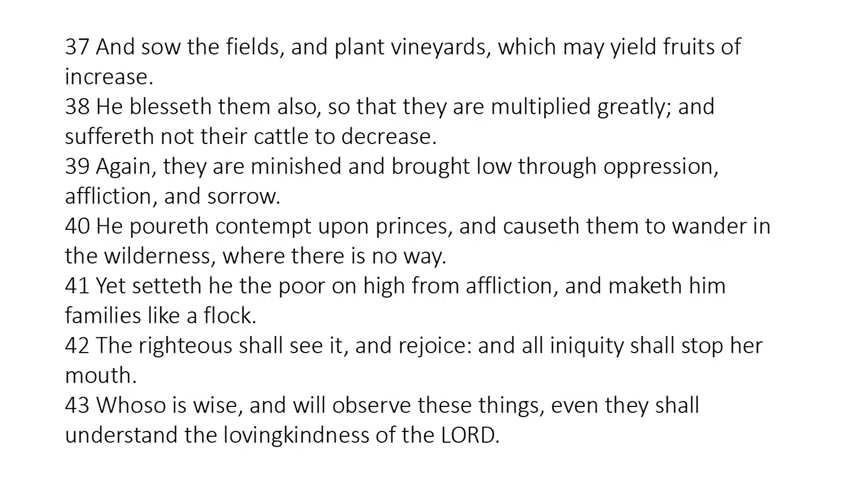 37 And sow the fields, and plant vineyards, which may yield fruits of
increase.
38 He blesseth them also, so that they are multiplied greatly; and
suffereth not their cattle to decrease.
39 Again, they are minished and brought low through oppression,
affliction, and sorrow.
40 He poureth contempt upon princes, and causeth them to wander in
the wilderness, where there is no way.
41 Yet setteth he the poor on high from affliction, and maketh him
families like a flock.
42 The righteous shall see it, and rejoice: and all iniquity shall stop her
mouth.
43 Whoso is wise, and will observe these things, even they shall
understand the lovingkindness of the LORD.